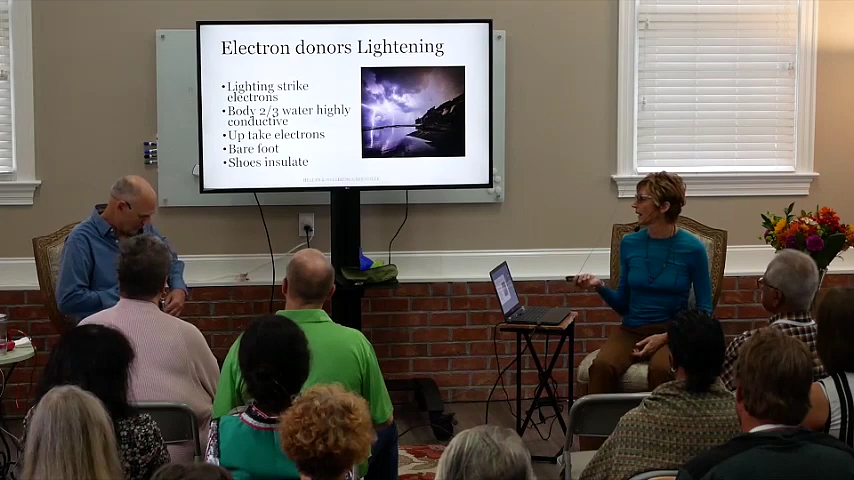 Electron donors Lightening
•Lighting strike
electrons
•Body 2/3 water highly
conductive
•Up take electrons
•Bare foot
•Shoes insulate